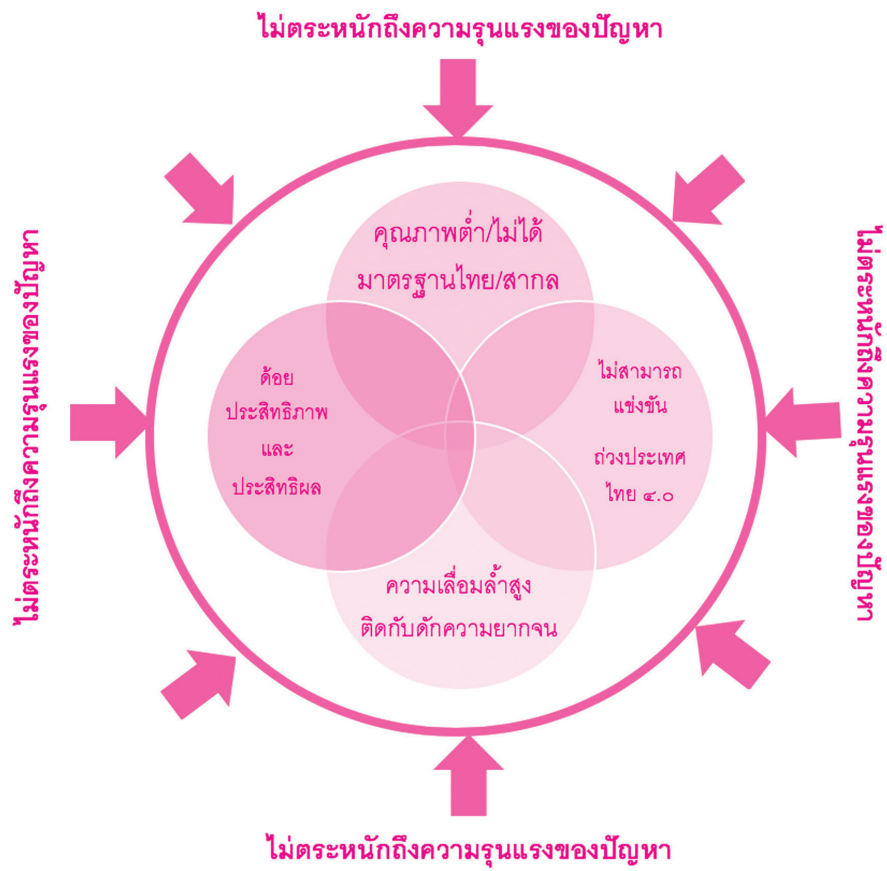 ไม่ตระหนักถึงความรุนแรงของปัญหา
คุณภาพต่ำ/ไม่ได้
มาตรฐานไทย/สากล
ไม่ตระหนักถึงความรุนแรงของปัญหา
ด้อย
ประสิทธิภาพ
และ
ประสิทธิผล
ไม่สามารถ
แข่งขัน
ถ่วงประเทศ
ไทย ๔.๐
ไม่ตระหนักถึงความรุนแรงของปัญหา
ความเลื่อมล้ำสูง
ติดกับดักความยากจน
ไม่ตระหนักถึงความรุนแรงของปัญหา